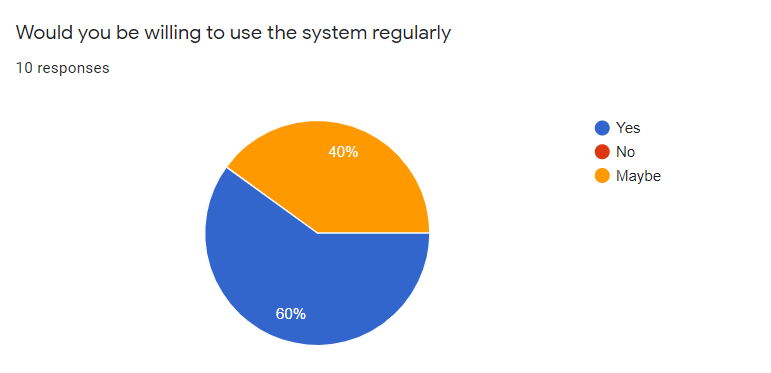 Would you be willing to use the system regularly
10 responses
40%
60%
Yes
No
Maybe